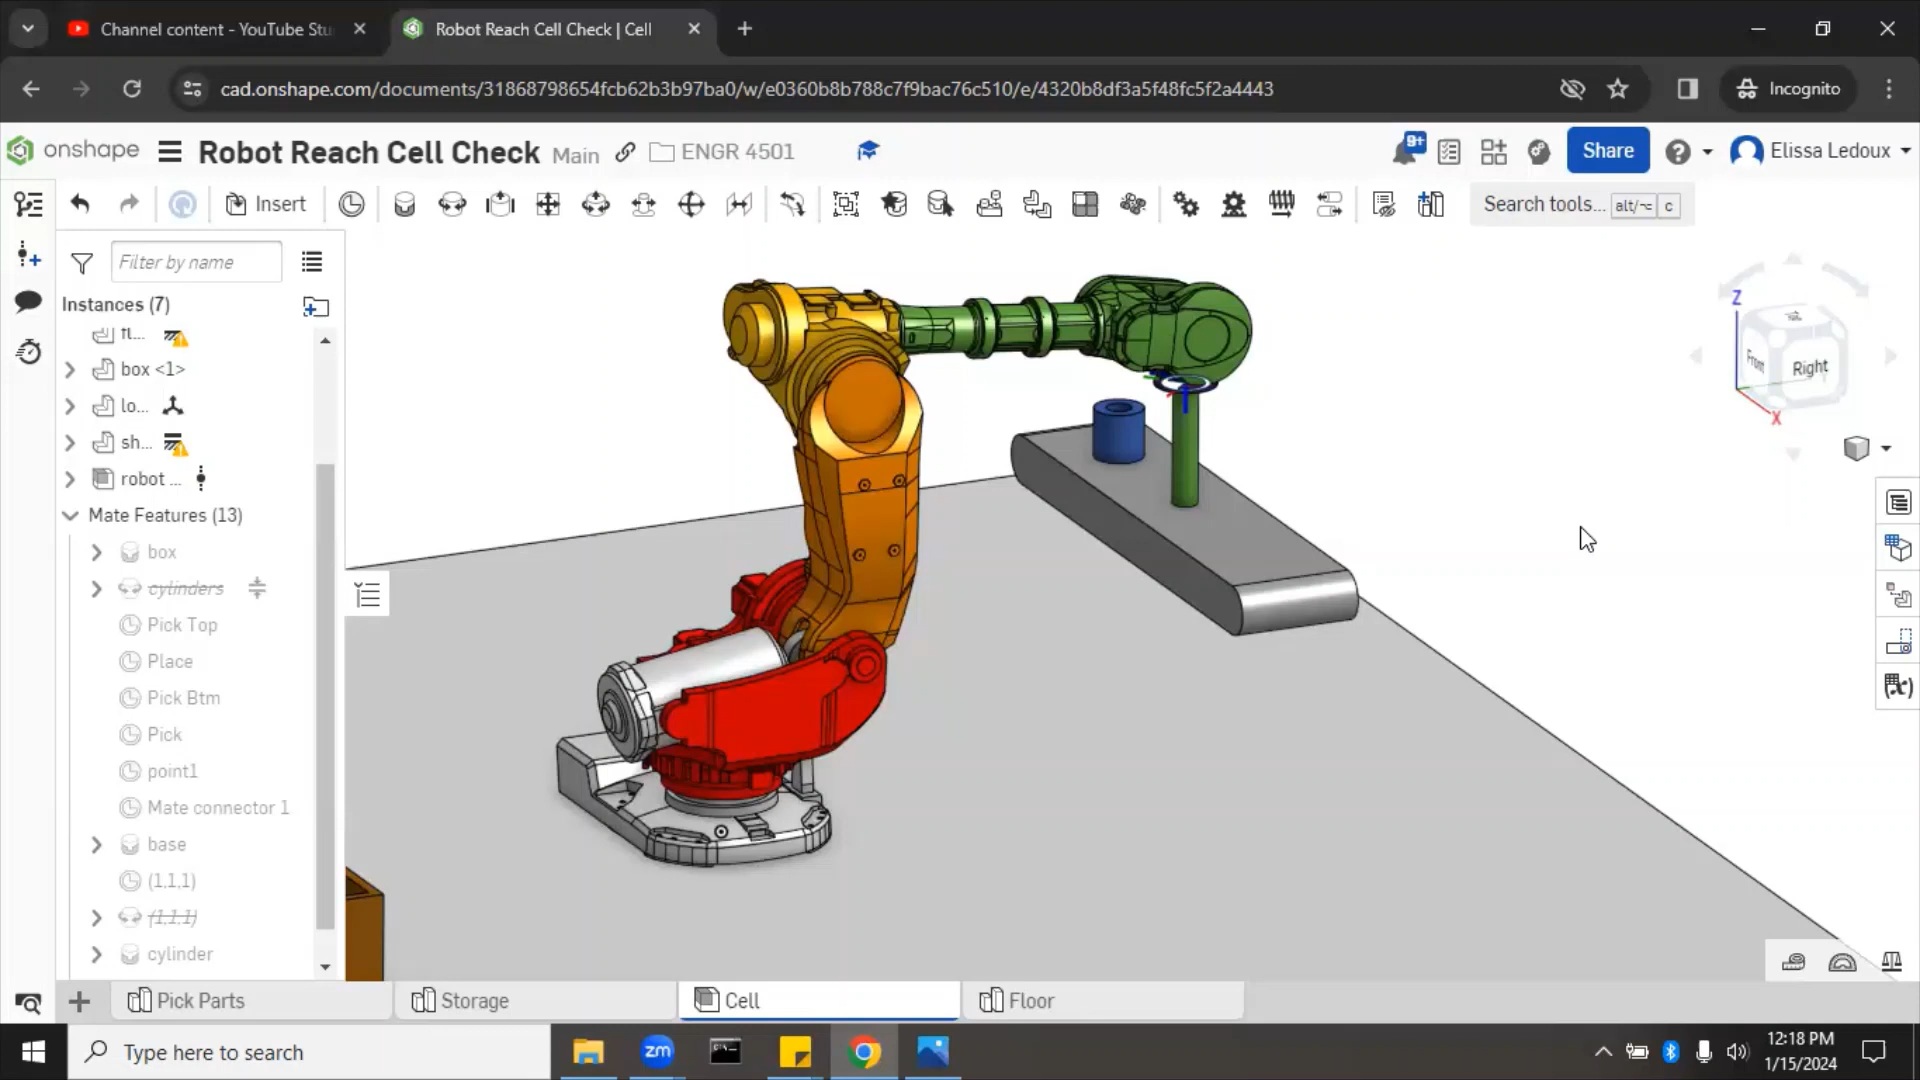 Channel content - YouTube Stu
Robot Reach Cell Check | Cell
cad.onshape.com/documents/31868798654fcb62b3b97ba0/w/e0360b8b788c7f9bac76c510/e/4320b8df3a5f48fc5f2a4443
Incognito
onshape
Robot Reach Cell Check Main ENGR 4501
9+
Share
Elissa Ledoux
Insert
Search tools... alt/⌥ c
Filter by name
Instances (7)
fl...
box <1>
lo...
sh...
robot ...
Mate Features (13)
box
cylinders
Pick Top
Place
Pick Btm
Pick
point1
Mate connector 1
base
(1,1,1)
(1,1,1)
cylinder
Z
Front
Right
X
Pick Parts
Storage
Cell
Floor
Type here to search
zm
12:18 PM
1/15/2024